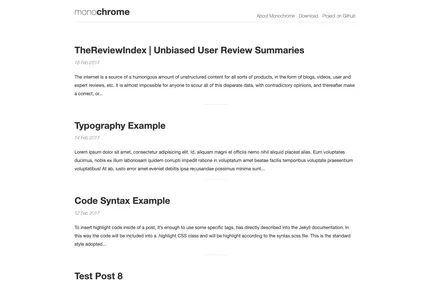 monochrome
About Monochrome Download Project on Github
TheReviewIndex | Unbiased User Review Summaries
18 Feb 2017
The internet is a source of a humongous amount of unstructured content for all sorts of products, in the form of blogs, videos, user and
expert reviews, etc. It is almost impossible for anyone to scour all of this disparate data, with contradictory opinions, and thereafter make
a correct, or...
Typography Example
Lorem ipsum dolor sit amet, consectetur adipisicing elit. Id, aliquam magni et officiis nemo nihil aliquid placeat alias. Eum voluptates
ducimus, nobis ex illum laboriosam quidem corrupti impedit ratione in voluptatum amet beatae facilis temporibus voluptate praesentium
voluptatibus! At ab, iusto error amet eveniet debitis ipsa recusandae possimus minima sunt...
Code Syntax Example
To insert highlight code inside of a post, it's enough to use some specific tags, has directly described into the Jekyll documentation. In
this way the code will be included into a .highlight CSS class and will be highlight according to the syntax.scss file. This is the standard
style adopted...
Test Post 8